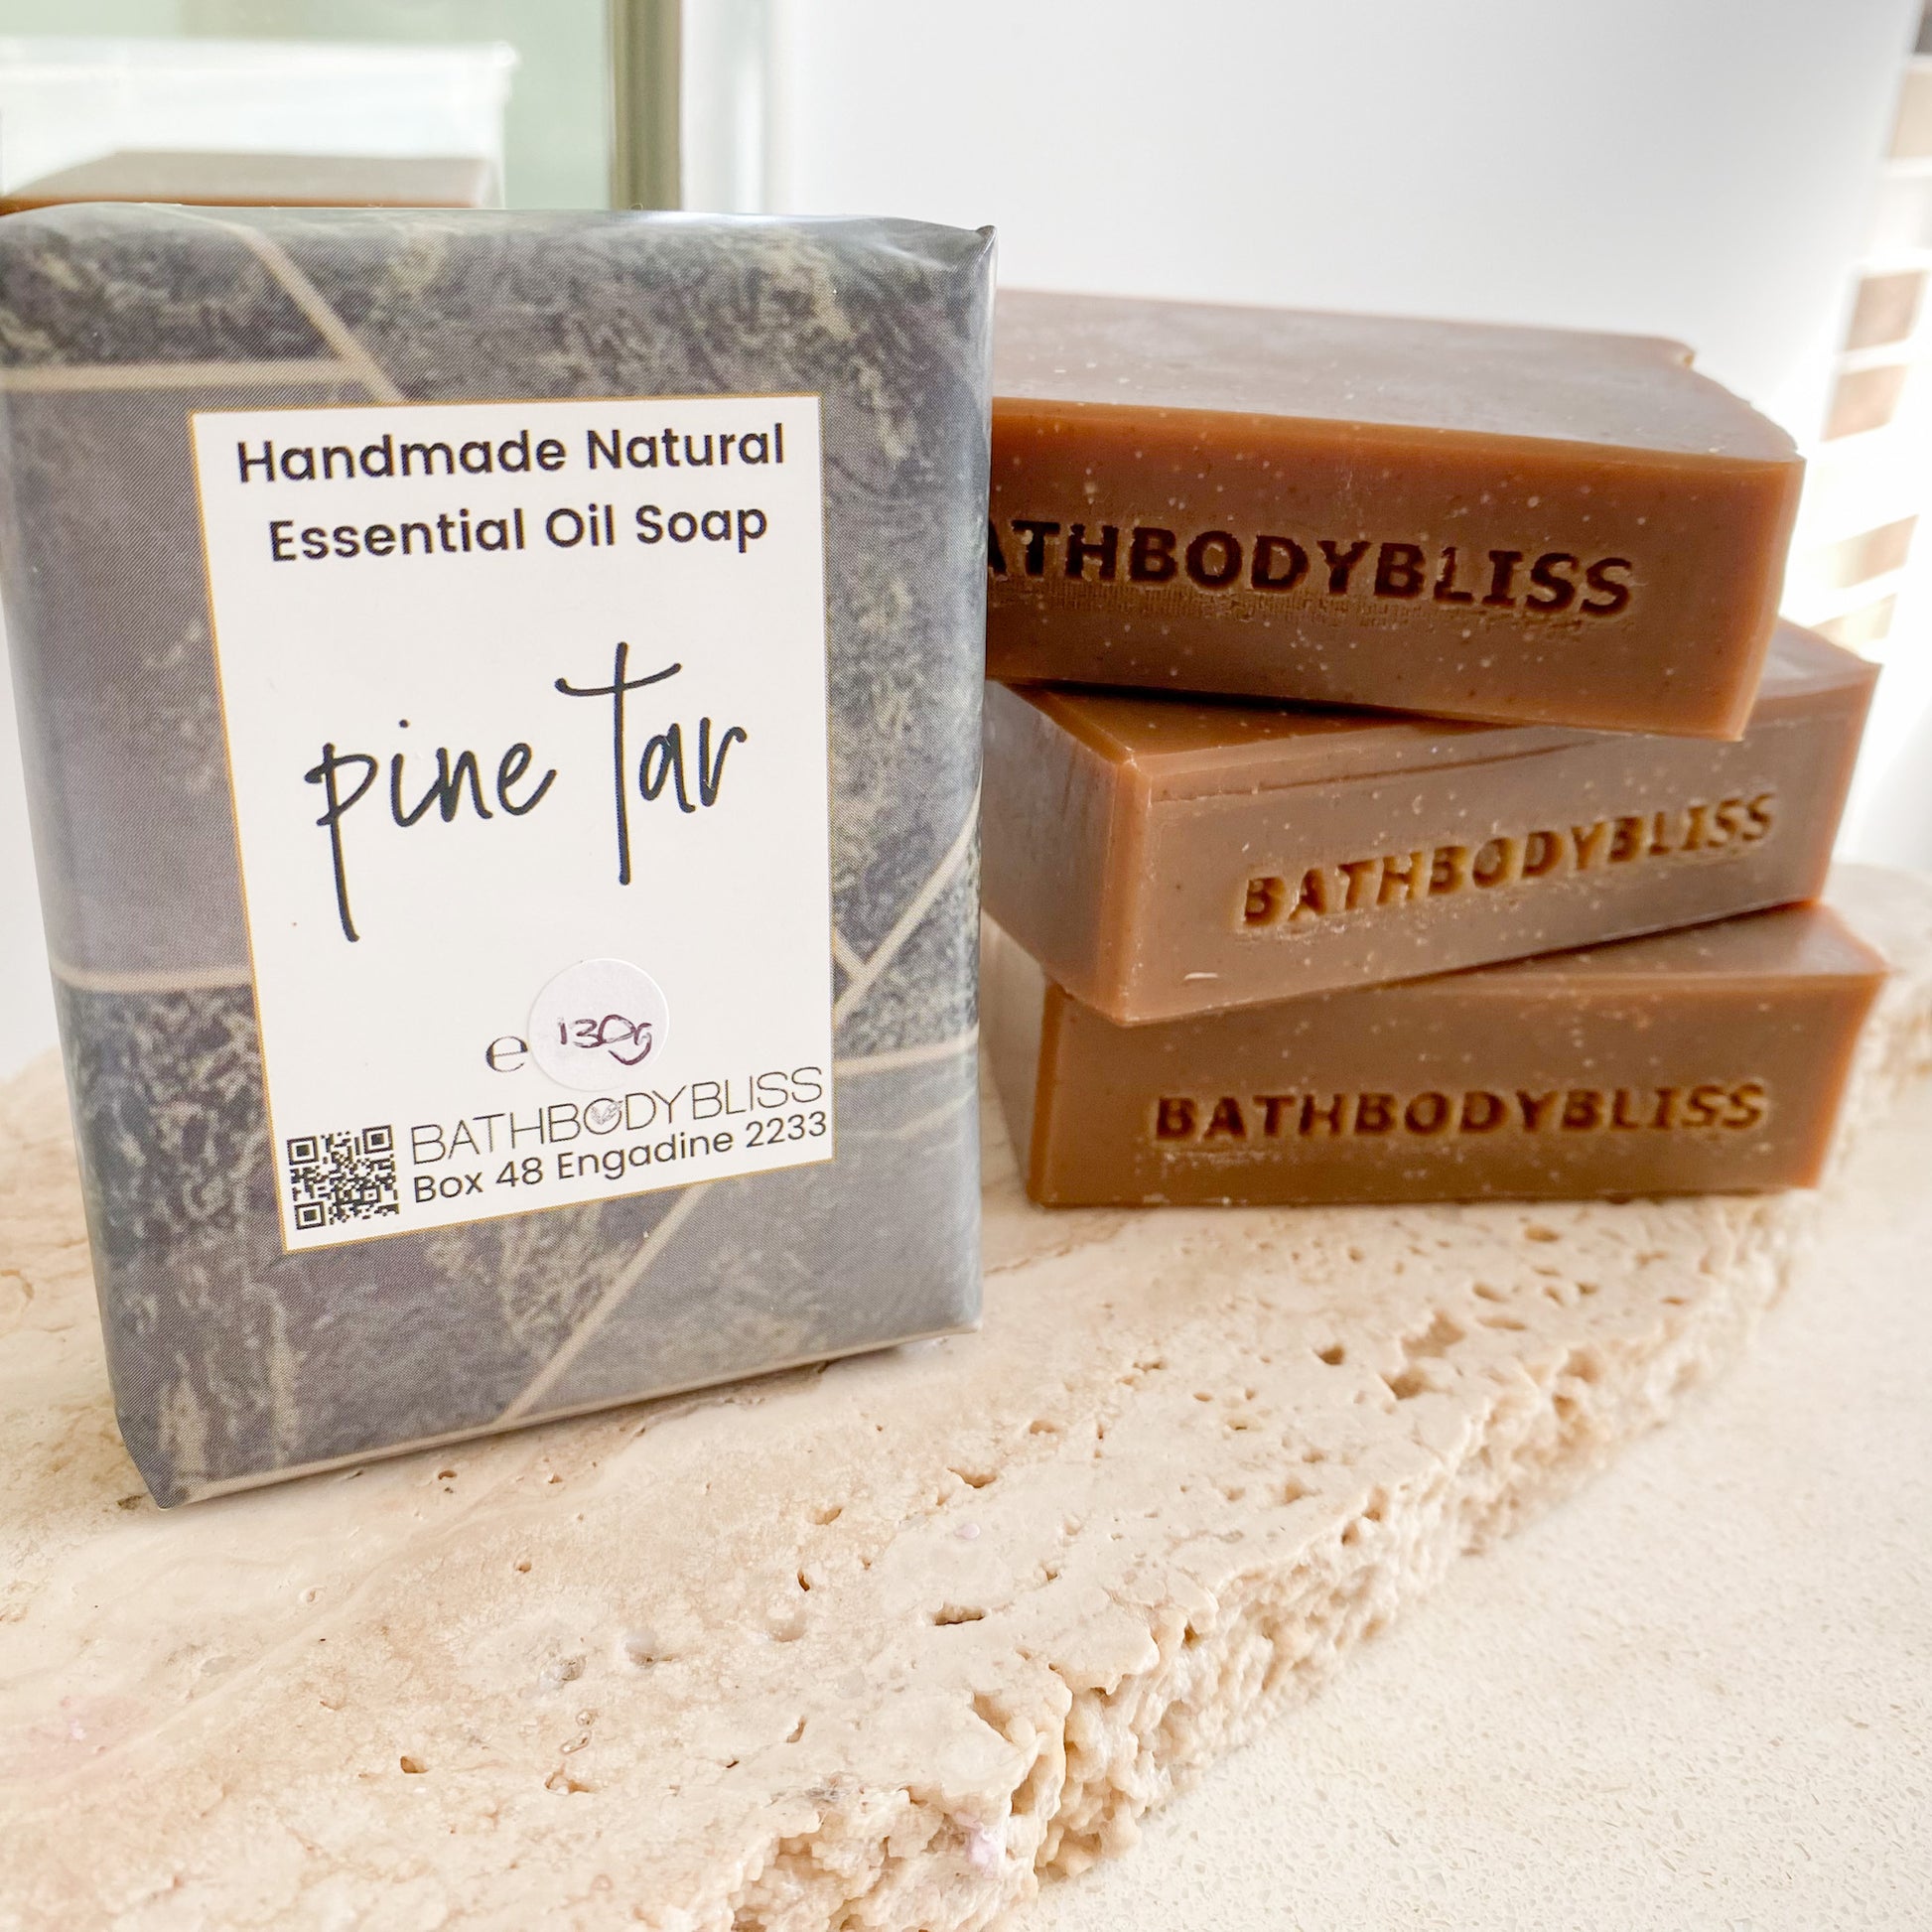 Handmade Natural
Essential Oil Soap
pine Tar
e 130g
BATHBODYBLISS
Box 48 Engadine 2233
ATHBODYBLISS
BATHBODYBLISS
BATHBODYBLISS